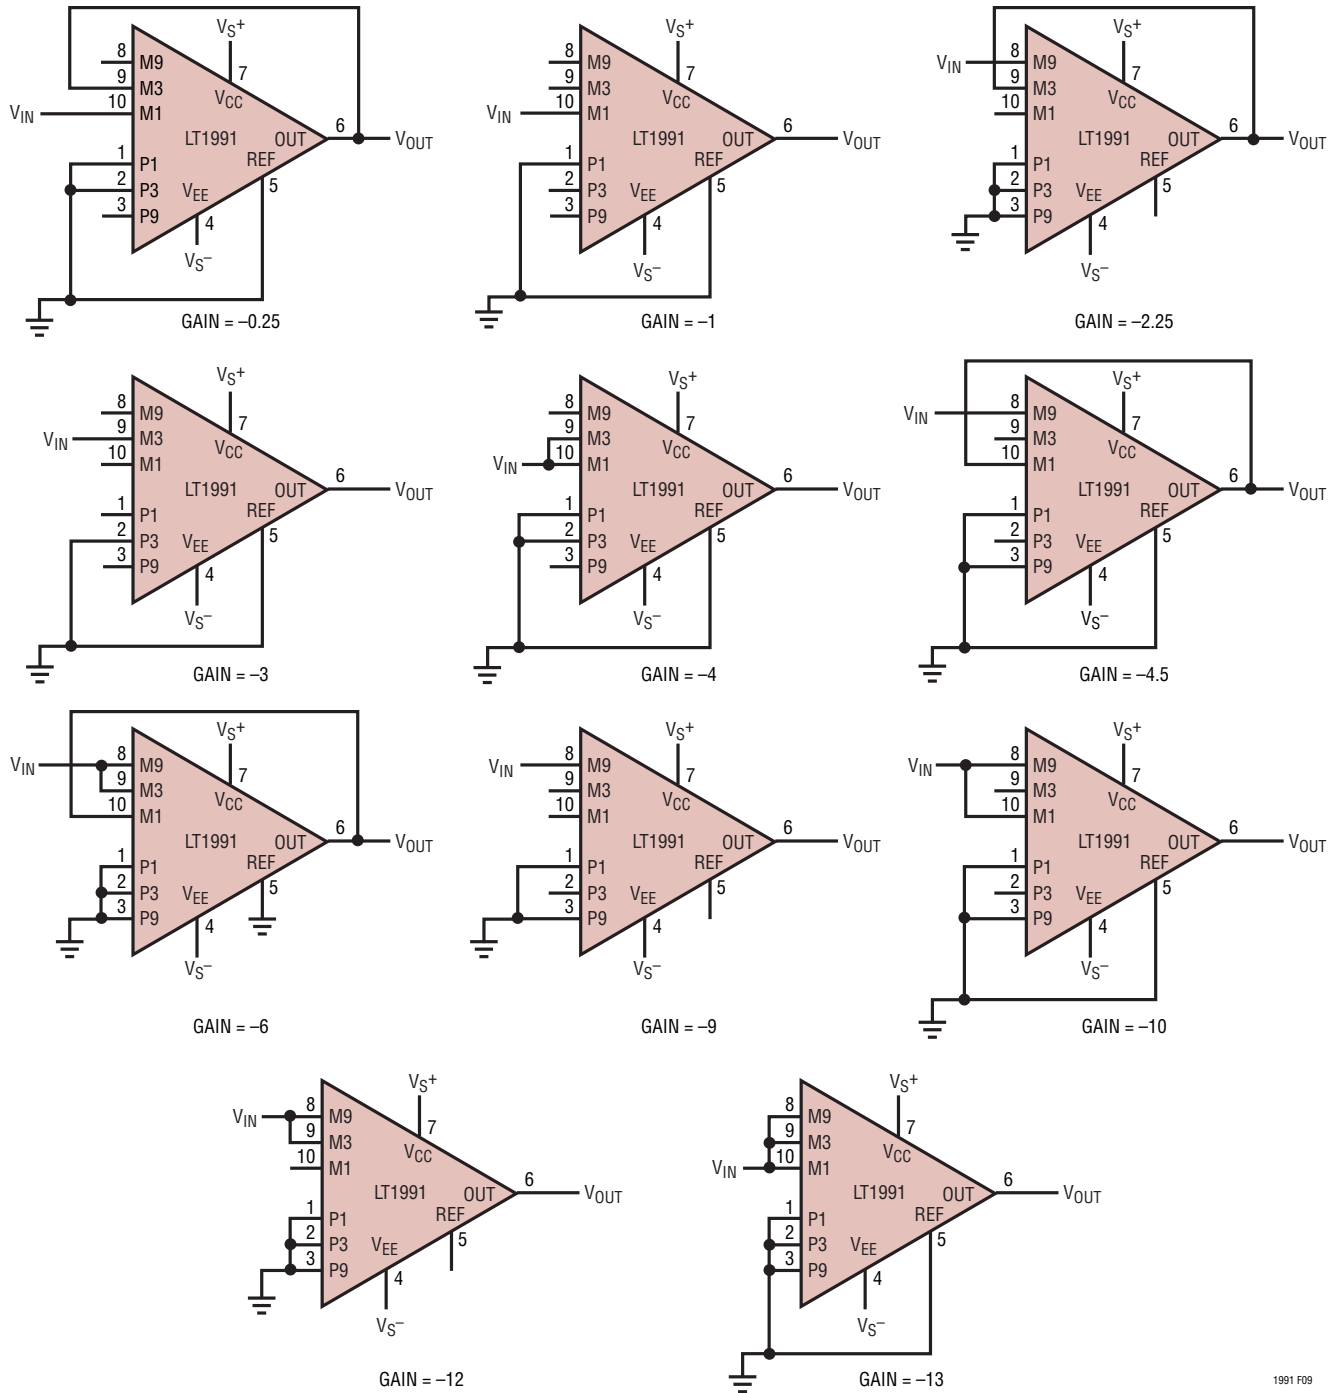 VS+
8 M9 7
9 M3 VCC
VIN 10 M1
LT1991 OUT 6 VOUT
1 P1 REF
2 P3 VEE 5
3 P9 4
VS–
GAIN = –0.25
VS+
8 M9 7
9 M3 VCC
VIN 10 M1
LT1991 OUT 6 VOUT
1 P1 REF
2 P3 VEE 5
3 P9 4
VS–
GAIN = –1
VS+
VIN 8 M9 7
9 M3 VCC
10 M1
LT1991 OUT 6 VOUT
1 P1 REF
2 P3 VEE 5
3 P9 4
VS–
GAIN = –2.25
VS+
8 M9 7
VIN 9 M3 VCC
10 M1
LT1991 OUT 6 VOUT
1 P1 REF
2 P3 VEE 5
3 P9 4
VS–
GAIN = –3
VS+
8 M9 7
9 M3 VCC
VIN 10 M1
LT1991 OUT 6 VOUT
1 P1 REF
2 P3 VEE 5
3 P9 4
VS–
GAIN = –4
VS+
VIN 8 M9 7
9 M3 VCC
10 M1
LT1991 OUT 6 VOUT
1 P1 REF
2 P3 VEE 5
3 P9 4
VS–
GAIN = –4.5
VS+
VIN 8 M9 7
9 M3 VCC
10 M1
LT1991 OUT 6 VOUT
1 P1 REF
2 P3 VEE 5
3 P9 4
VS–
GAIN = –6
VS+
VIN 8 M9 7
9 M3 VCC
10 M1
LT1991 OUT 6 VOUT
1 P1 REF
2 P3 VEE 5
3 P9 4
VS–
GAIN = –9
VS+
VIN 8 M9 7
9 M3 VCC
10 M1
LT1991 OUT 6 VOUT
1 P1 REF
2 P3 VEE 5
3 P9 4
VS–
GAIN = –10
VS+
VIN 8 M9 7
9 M3 VCC
10 M1
LT1991 OUT 6 VOUT
1 P1 REF
2 P3 VEE 5
3 P9 4
VS–
GAIN = –12
VS+
8 M9 7
9 M3 VCC
VIN 10 M1
LT1991 OUT 6 VOUT
1 P1 REF
2 P3 VEE 5
3 P9 4
VS–
GAIN = –13
1991 F09